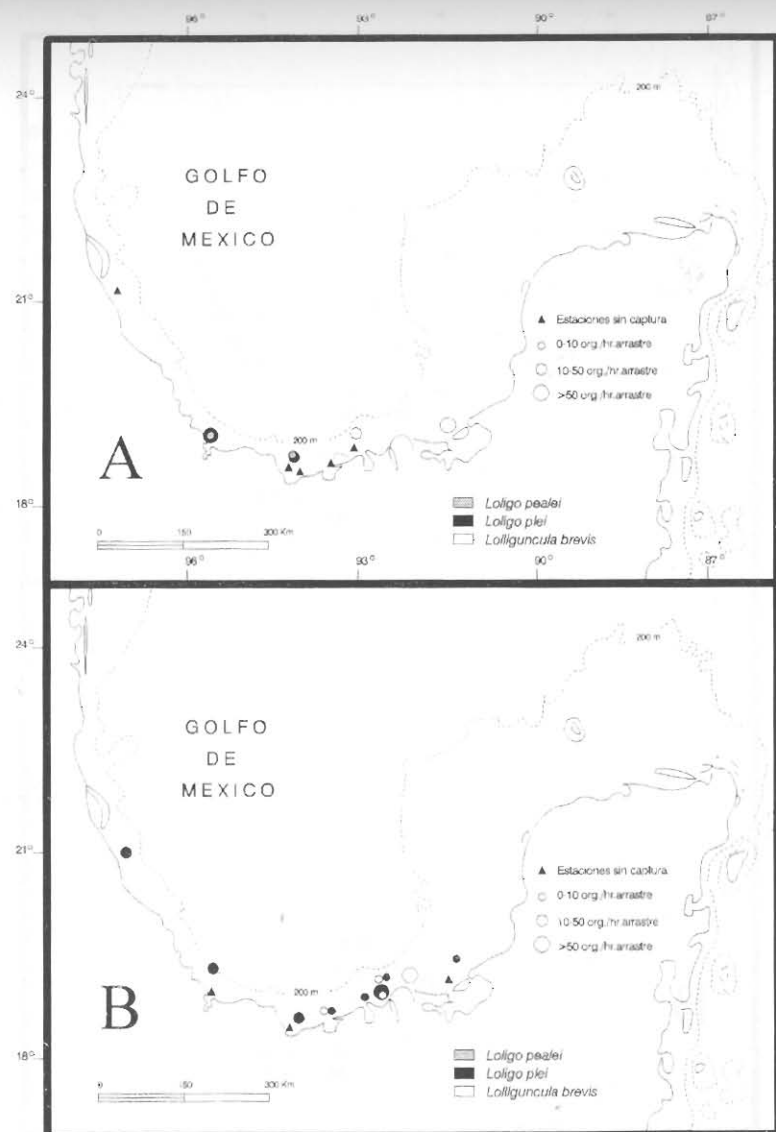 96° 93° 90° 87°
24°
200 m
GOLFO
DE
MEXICO
21°
▲ Estaciones sin captura
0-10 org./hr.arrastre
10-50 org./hr.arrastre
>50 org./hr.arrastre
A
200 m
18°
Loligo pealei
Loligo plei
Lolliguncula brevis
0 150 300 Km
96° 93° 90° 87°
24°
200 m
GOLFO
DE
MEXICO
21°
▲ Estaciones sin captura
0-10 org./hr.arrastre
10-50 org./hr.arrastre
>50 org./hr.arrastre
B
200 m
18°
Loligo pealei
Loligo plei
Lolliguncula brevis
0 150 300 Km